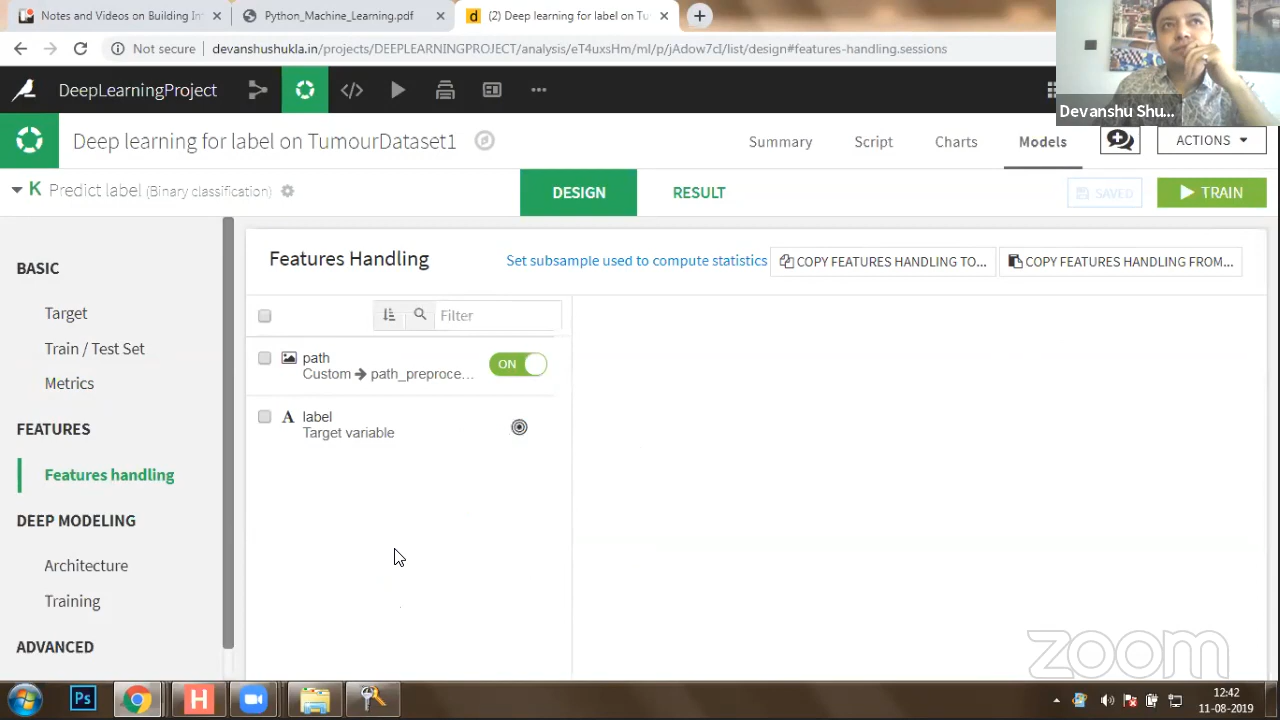 Notes and Videos on Building In
Python_Machine_Learning.pdf
(2) Deep learning for label on Tu
Not secure
devanshushukla.in/projects/DEEPLEARNINGPROJECT/analysis/eT4uxsHm/ml/p/jAdow7cI/list/design#features-handling.sessions
DeepLearningProject
Devanshu Shu...
Deep learning for label on TumourDataset1
Summary
Script
Charts
Models
ACTIONS
K Predict label (Binary classification)
DESIGN
RESULT
SAVED
TRAIN
BASIC
Target
Train / Test Set
Metrics
FEATURES
Features handling
DEEP MODELING
Architecture
Training
ADVANCED
Features Handling
Set subsample used to compute statistics
COPY FEATURES HANDLING TO...
COPY FEATURES HANDLING FROM...
Filter
path
Custom → path_preproce...
ON
A label
Target variable
zoom
Ps
H
12:42
11-08-2019